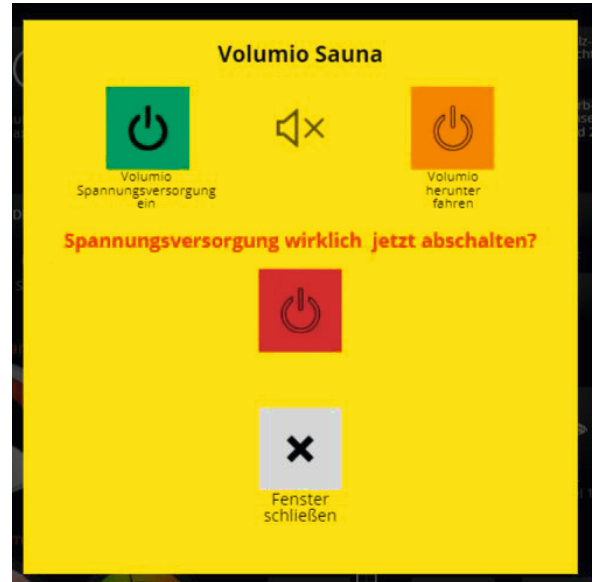 Volumio Sauna
Volumio
Spannungsversorgung
ein
Volumio
herunter
fahren
Spannungsversorgung wirklich jetzt abschalten?
Fenster
schließen